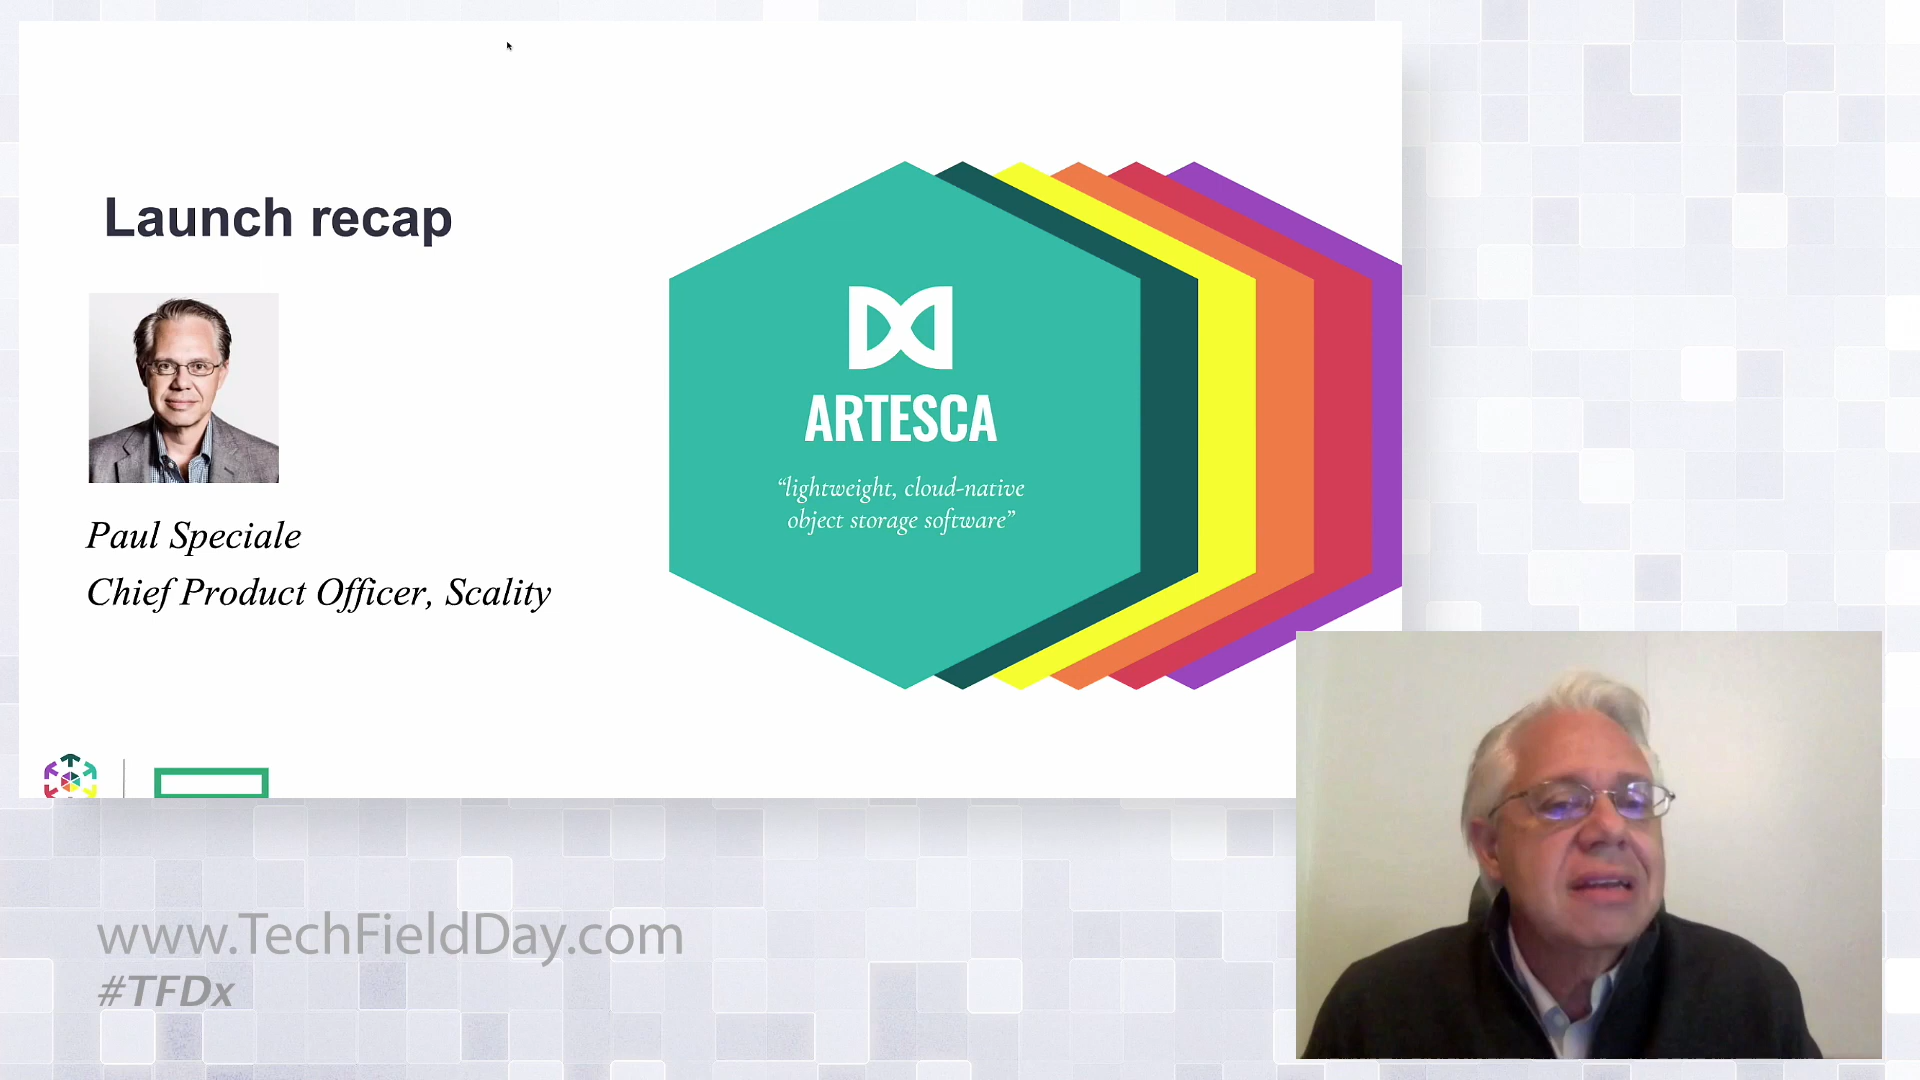 Launch recap
Paul Speciale
Chief Product Officer, Scality
ARTESCA
“lightweight, cloud-native
object storage software”
www.TechFieldDay.com
#TFDx